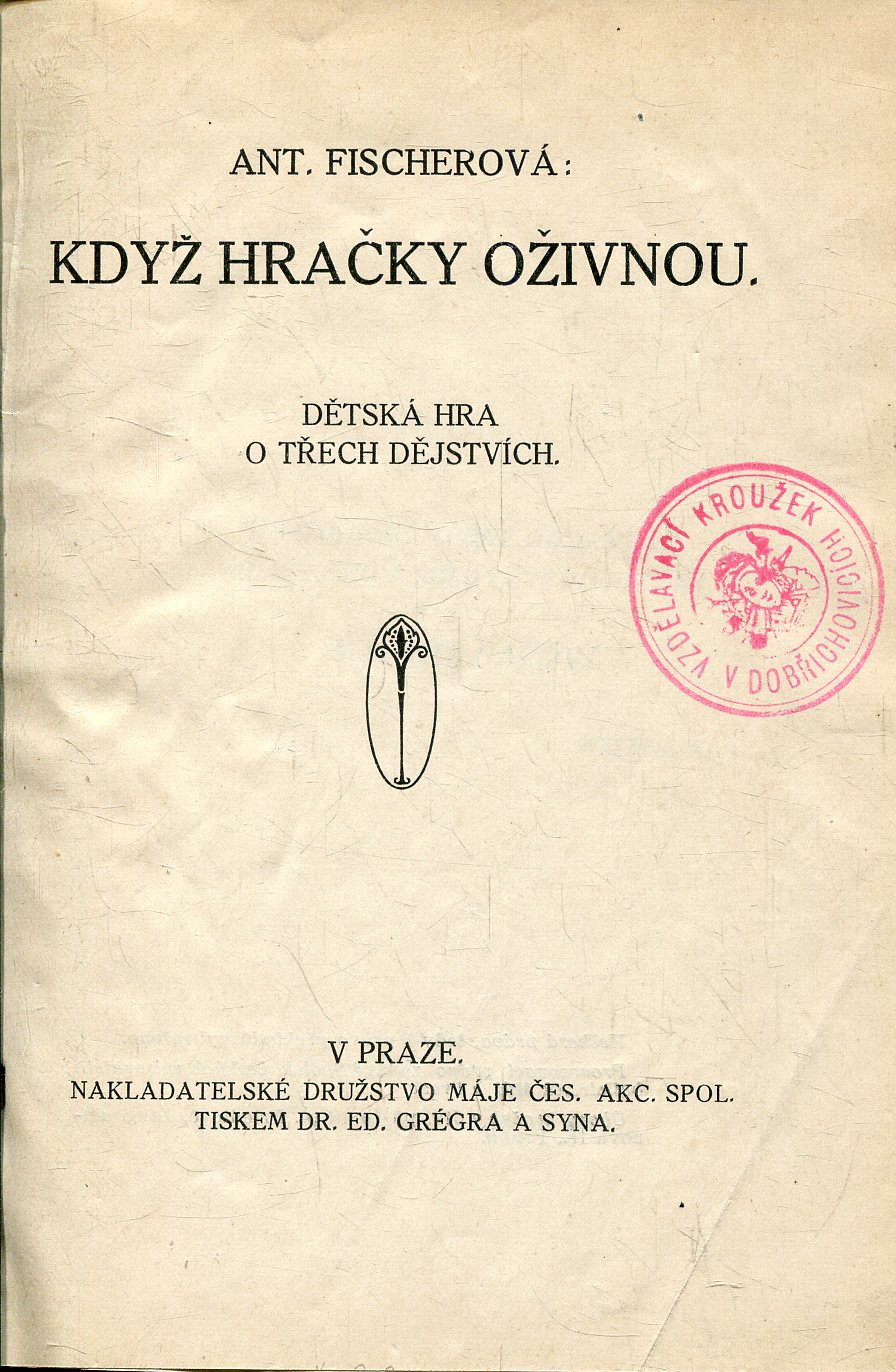 ANT. FISCHEROVÁ:
KDYŽ HRAČKY OŽIVNOU.
DĚTSKÁ HRA
O TŘECH DĚJSTVÍCH.
VZDĚLAVACÍ KROUŽEK
V DOBŘICHOVICÍCH
V PRAZE.
NAKLADATELSKÉ DRUŽSTVO MÁJE ČES. AKC. SPOL.
TISKEM DR. ED. GRÉGRA A SYNA.